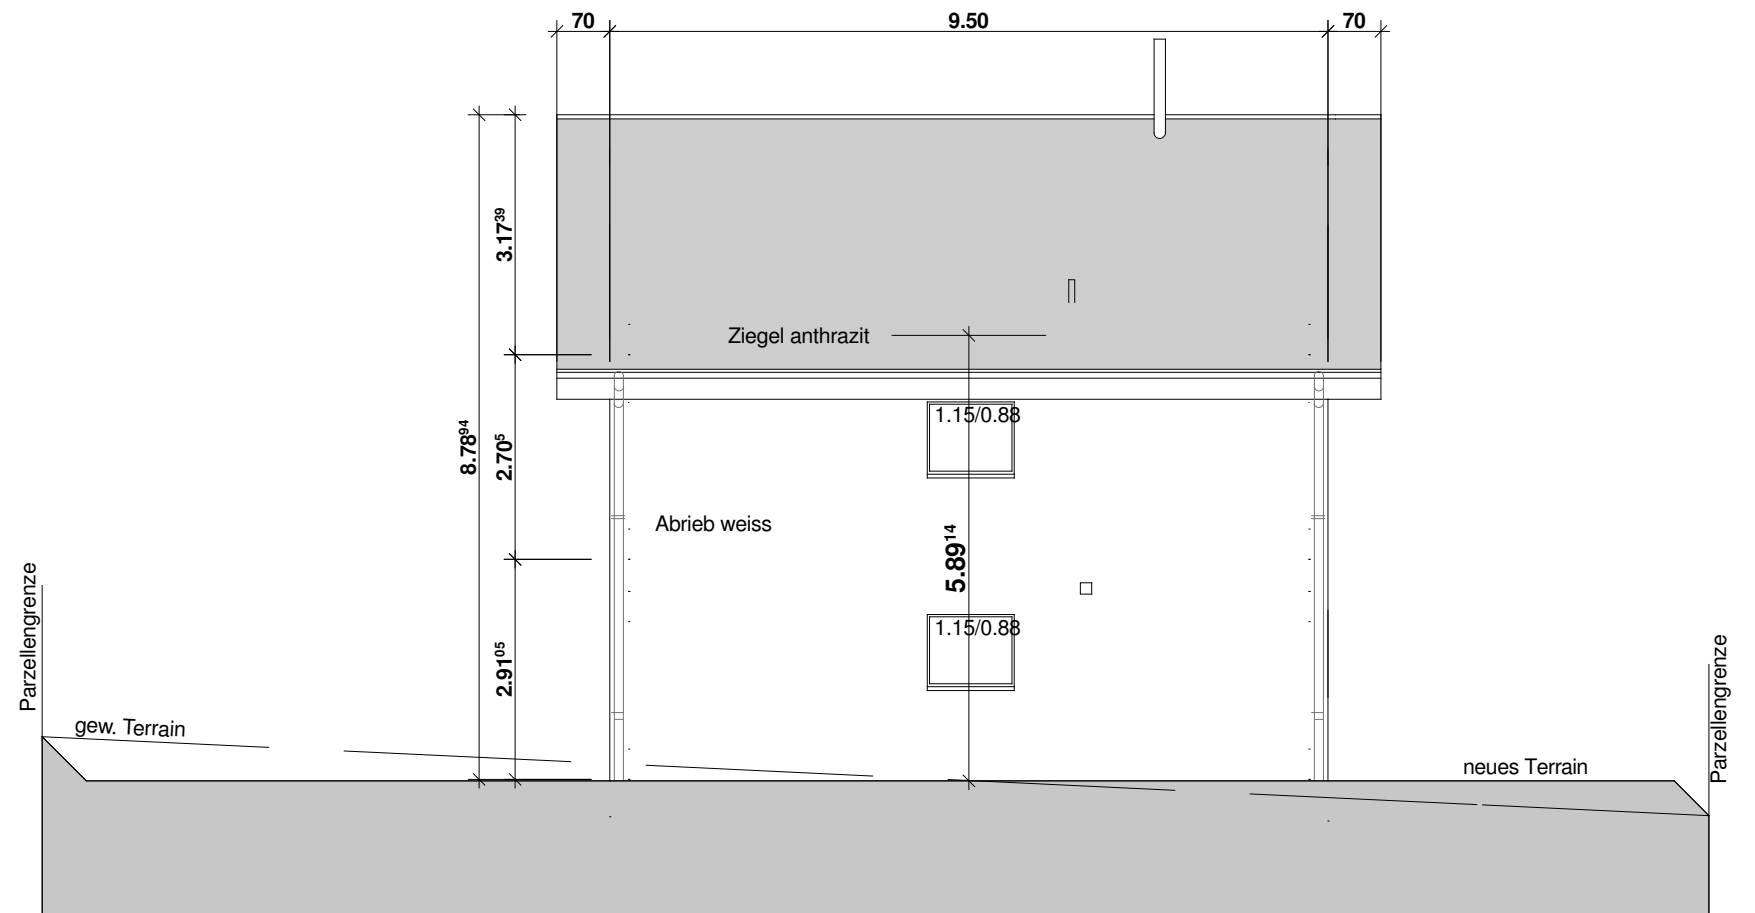 70
9.50
70
3.17³⁹
Ziegel anthrazit
1.15/0.88
8.78⁹⁴
2.70⁵
Abrieb weiss
5.89¹⁴
1.15/0.88
Parzellengrenze
2.91⁰⁵
Parzellengrenze
gew. Terrain
neues Terrain